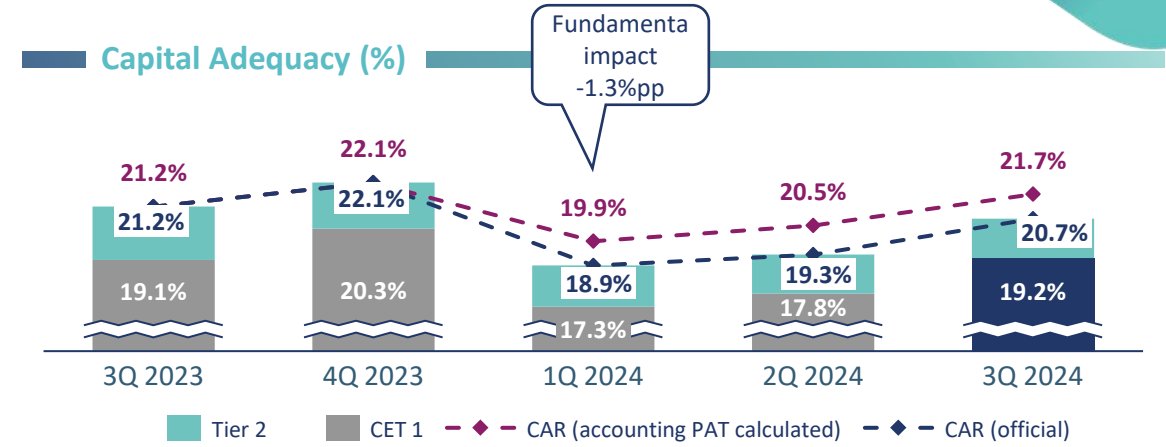 Capital Adequacy (%)
Fundamenta
impact
-1.3%pp
21.2%
22.1%
19.9%
20.5%
21.7%
21.2%
22.1%
18.9%
19.3%
20.7%
19.1%
20.3%
17.3%
17.8%
19.2%
3Q 2023
4Q 2023
1Q 2024
2Q 2024
3Q 2024
Tier 2
CET 1
CAR (accounting PAT calculated)
CAR (official)